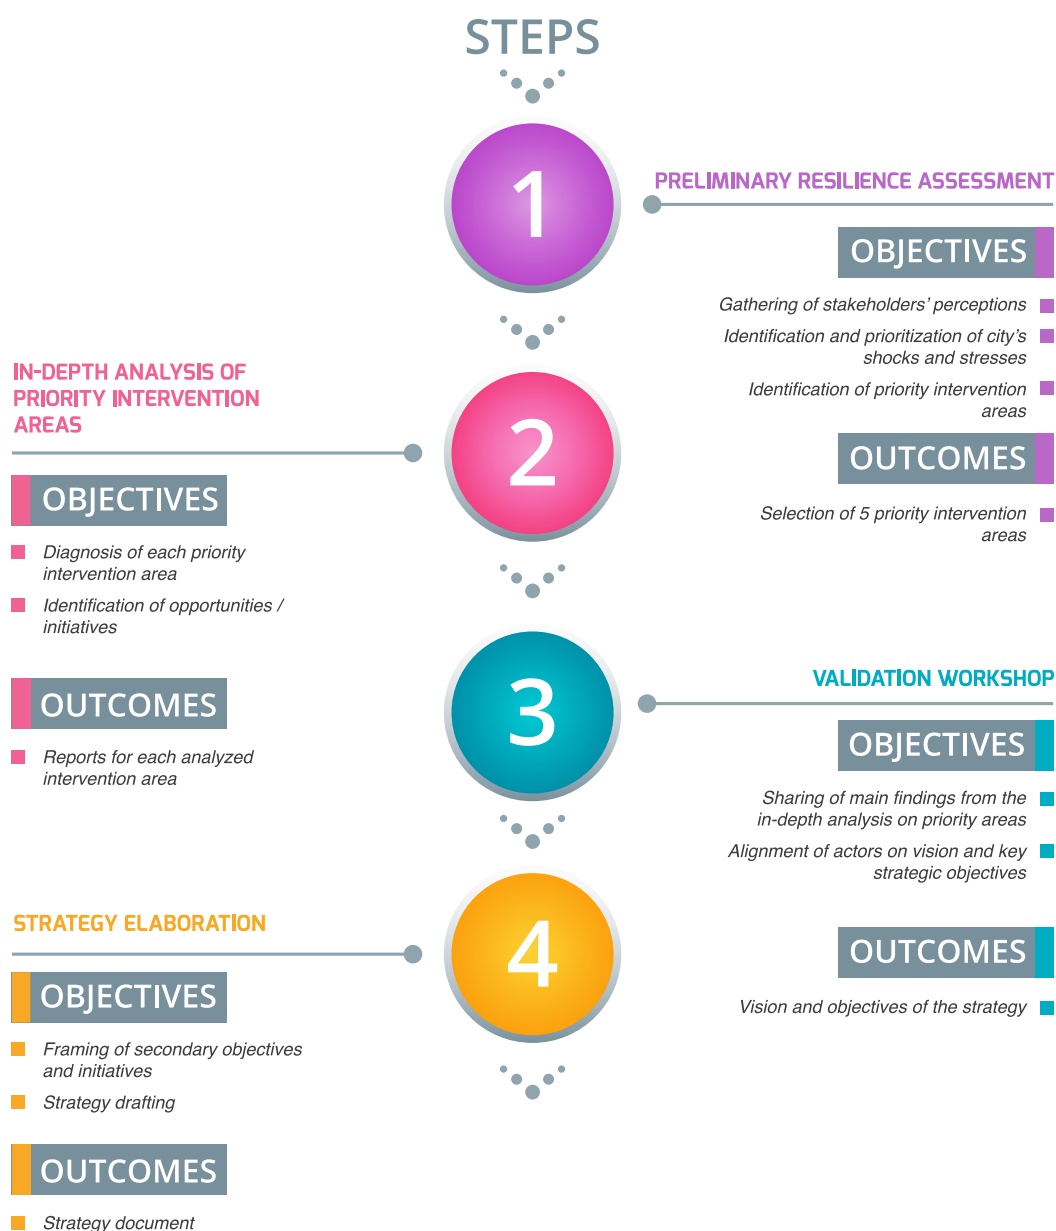 STEPS
1
PRELIMINARY RESILIENCE ASSESSMENT
OBJECTIVES
Gathering of stakeholders’ perceptions
Identification and prioritization of city’s
shocks and stresses
Identification of priority intervention
areas
OUTCOMES
Selection of 5 priority intervention
areas
2
IN-DEPTH ANALYSIS OF
PRIORITY INTERVENTION
AREAS
OBJECTIVES
Diagnosis of each priority
intervention area
Identification of opportunities /
initiatives
OUTCOMES
Reports for each analyzed
intervention area
3
VALIDATION WORKSHOP
OBJECTIVES
Sharing of main findings from the
in-depth analysis on priority areas
Alignment of actors on vision and key
strategic objectives
OUTCOMES
Vision and objectives of the strategy
4
STRATEGY ELABORATION
OBJECTIVES
Framing of secondary objectives
and initiatives
Strategy drafting
OUTCOMES
Strategy document